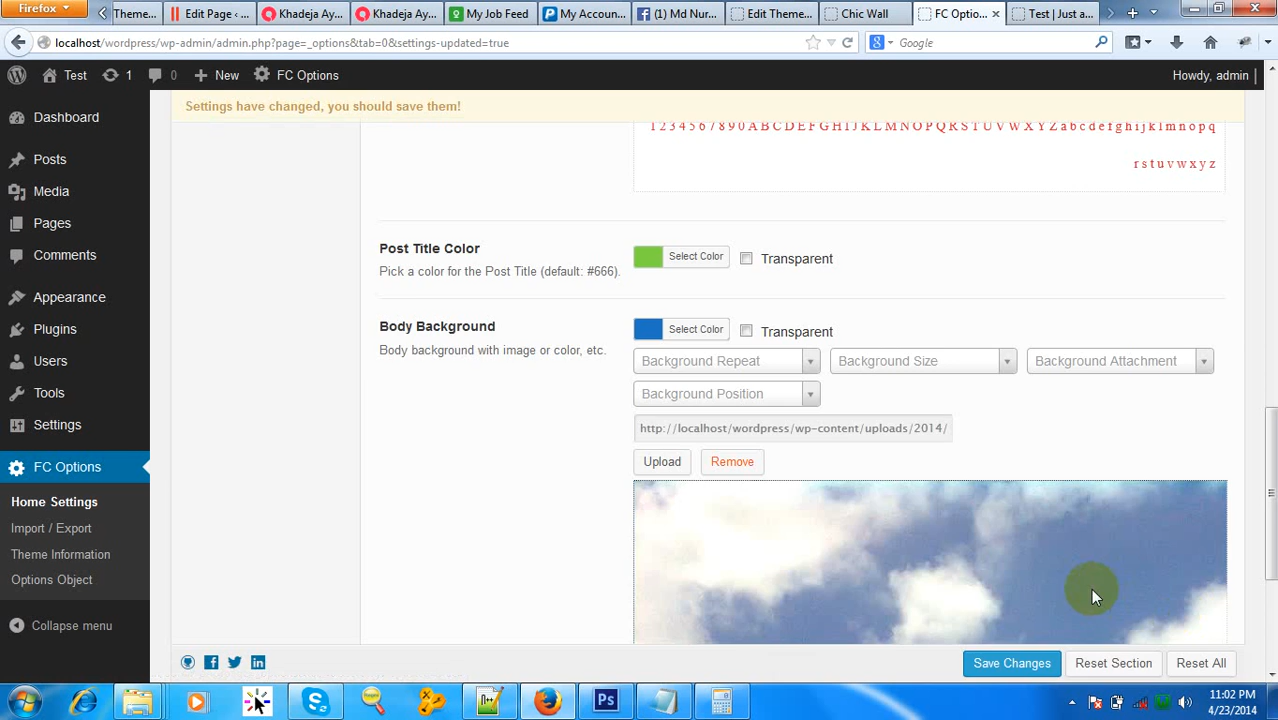 Firefox
Theme...
Edit Page ‹ ...
Khadeja Ay...
Khadeja Ay...
My Job Feed
My Accoun...
(1) Md Nur...
Edit Theme...
Chic Wall
FC Optio...
Test | Just a...
localhost/wordpress/wp-admin/admin.php?page=_options&tab=0&settings-updated=true
Google
Test
1
0
New
FC Options
Howdy, admin
Settings have changed, you should save them!
Dashboard
Posts
Media
Pages
Comments
Appearance
Plugins
Users
Tools
Settings
FC Options
Home Settings
Import / Export
Theme Information
Options Object
Collapse menu
1 2 3 4 5 6 7 8 9 0 A B C D E F G H I J K L M N O P Q R S T U V W X Y Z a b c d e f g h i j k l m n o p q
r s t u v w x y z
Post Title Color
Pick a color for the Post Title (default: #666).
Select Color
Transparent
Body Background
Body background with image or color, etc.
Select Color
Transparent
Background Repeat
Background Size
Background Attachment
Background Position
http://localhost/wordpress/wp-content/uploads/2014/
Upload
Remove
Save Changes
Reset Section
Reset All
11:02 PM
4/23/2014